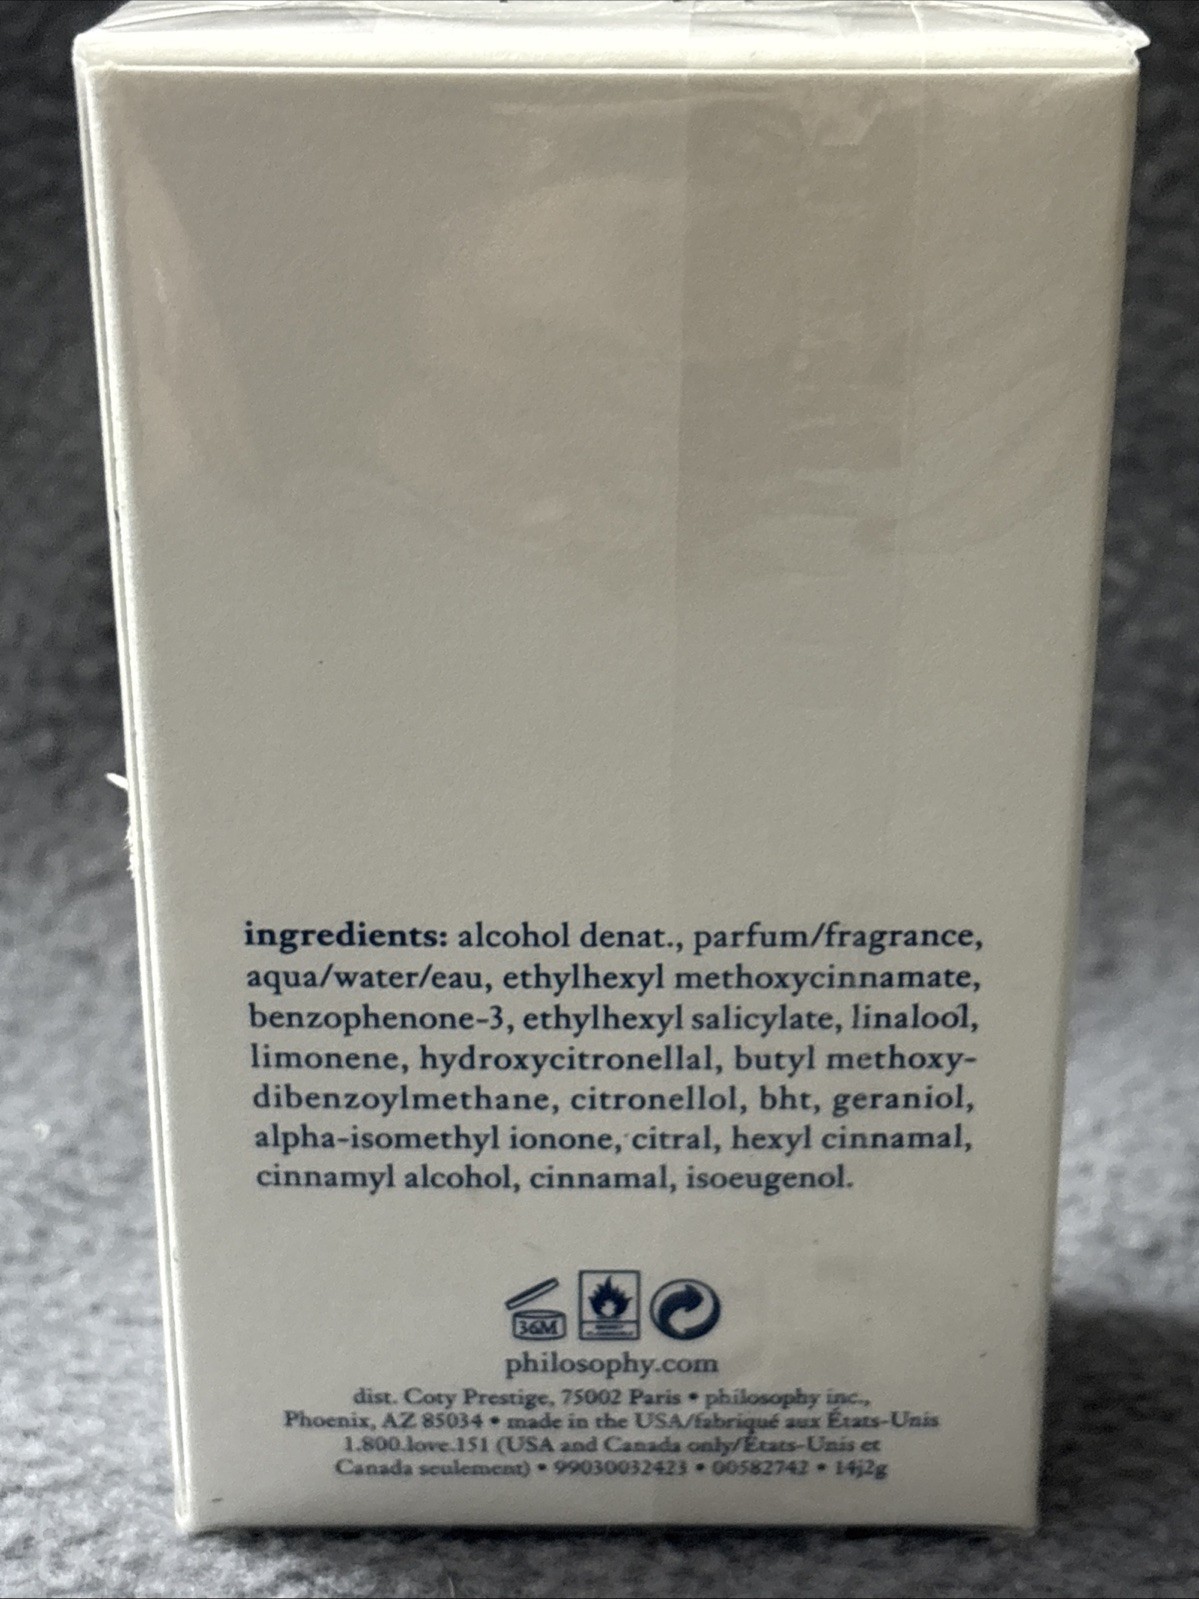 ingredients: alcohol denat., parfum/fragrance,
aqua/water/eau, ethylhexyl methoxycinnamate,
benzophenone-3, ethylhexyl salicylate, linalool,
limonene, hydroxycitronellal, butyl methoxy-
dibenzoylmethane, citronellol, bht, geraniol,
alpha-isomethyl ionone, citral, hexyl cinnamal,
cinnamyl alcohol, cinnamal, isoeugenol.
36M
philosophy.com
dist. Coty Prestige, 75002 Paris • philosophy inc.,
Phoenix, AZ 85034 • made in the USA/fabriqué aux États-Unis
1.800.love.151 (USA and Canada only/États-Unis et
Canada seulement) • 99030032423 • 00582742 • 14j2g